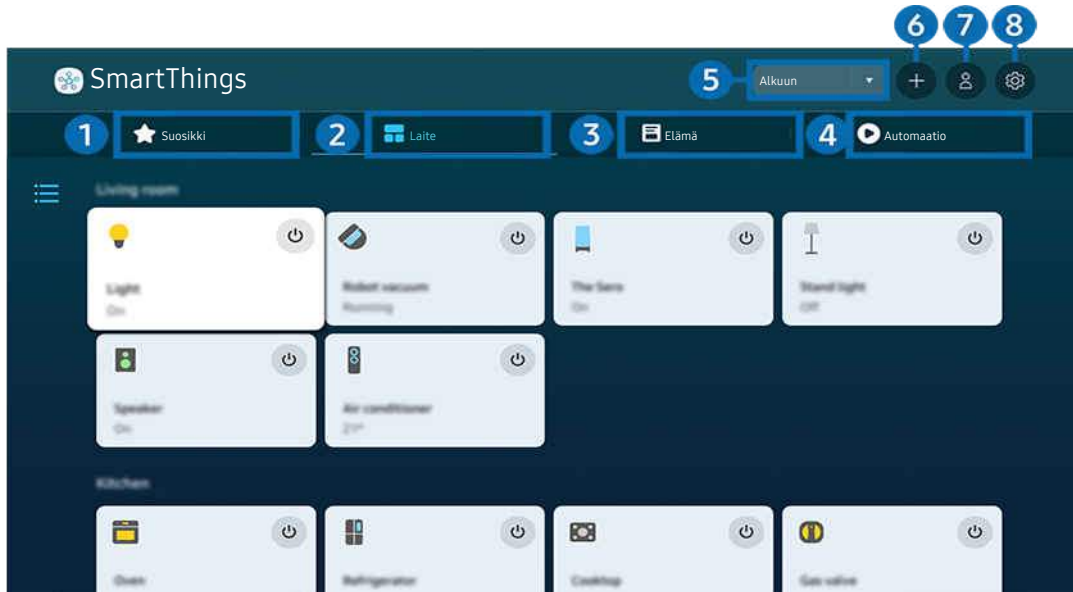 6 7 8
SmartThings
5 Alkuun
1 Suosikki 2 Laite 3 Elämä 4 Automaatio
Living room
Light Robot vacuum The Sero Stand light
On Running On Off
Speaker Air conditioner
On 21°
Kitchen
Oven Refrigerator Cooktop Gas valve